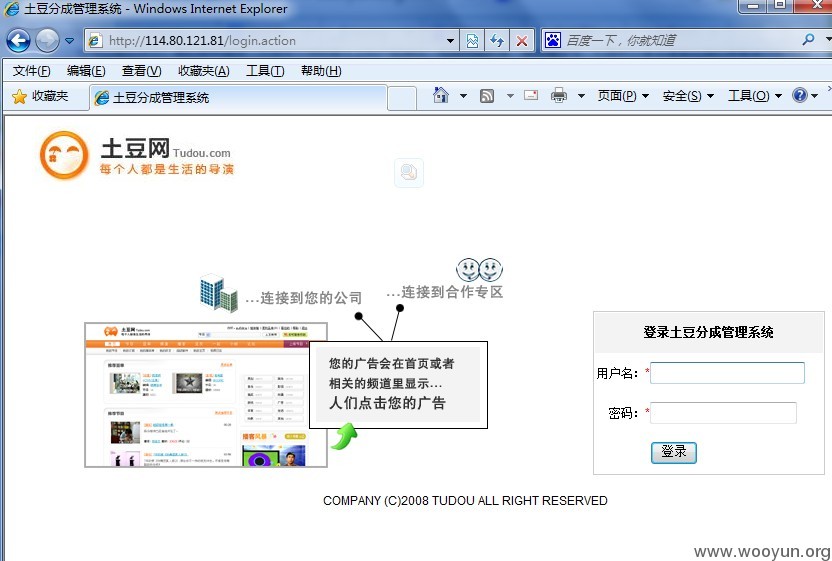 土豆分成管理系统 - Windows Internet Explorer
http://114.80.121.81/login.action
百度一下，你就知道
文件(F) 编辑(E) 查看(V) 收藏夹(A) 工具(T) 帮助(H)
收藏夹 土豆分成管理系统 页面(P) 安全(S) 工具(O)
土豆网 Tudou.com
每个人都是生活的导演
...连接到您的公司
...连接到合作专区
土豆网
您的广告会在首页或者
相关的频道里显示...
人们点击您的广告
登录土豆分成管理系统
用户名：*
密码：*
登录
COMPANY (C)2008 TUDOU ALL RIGHT RESERVED
www.wooyun.org